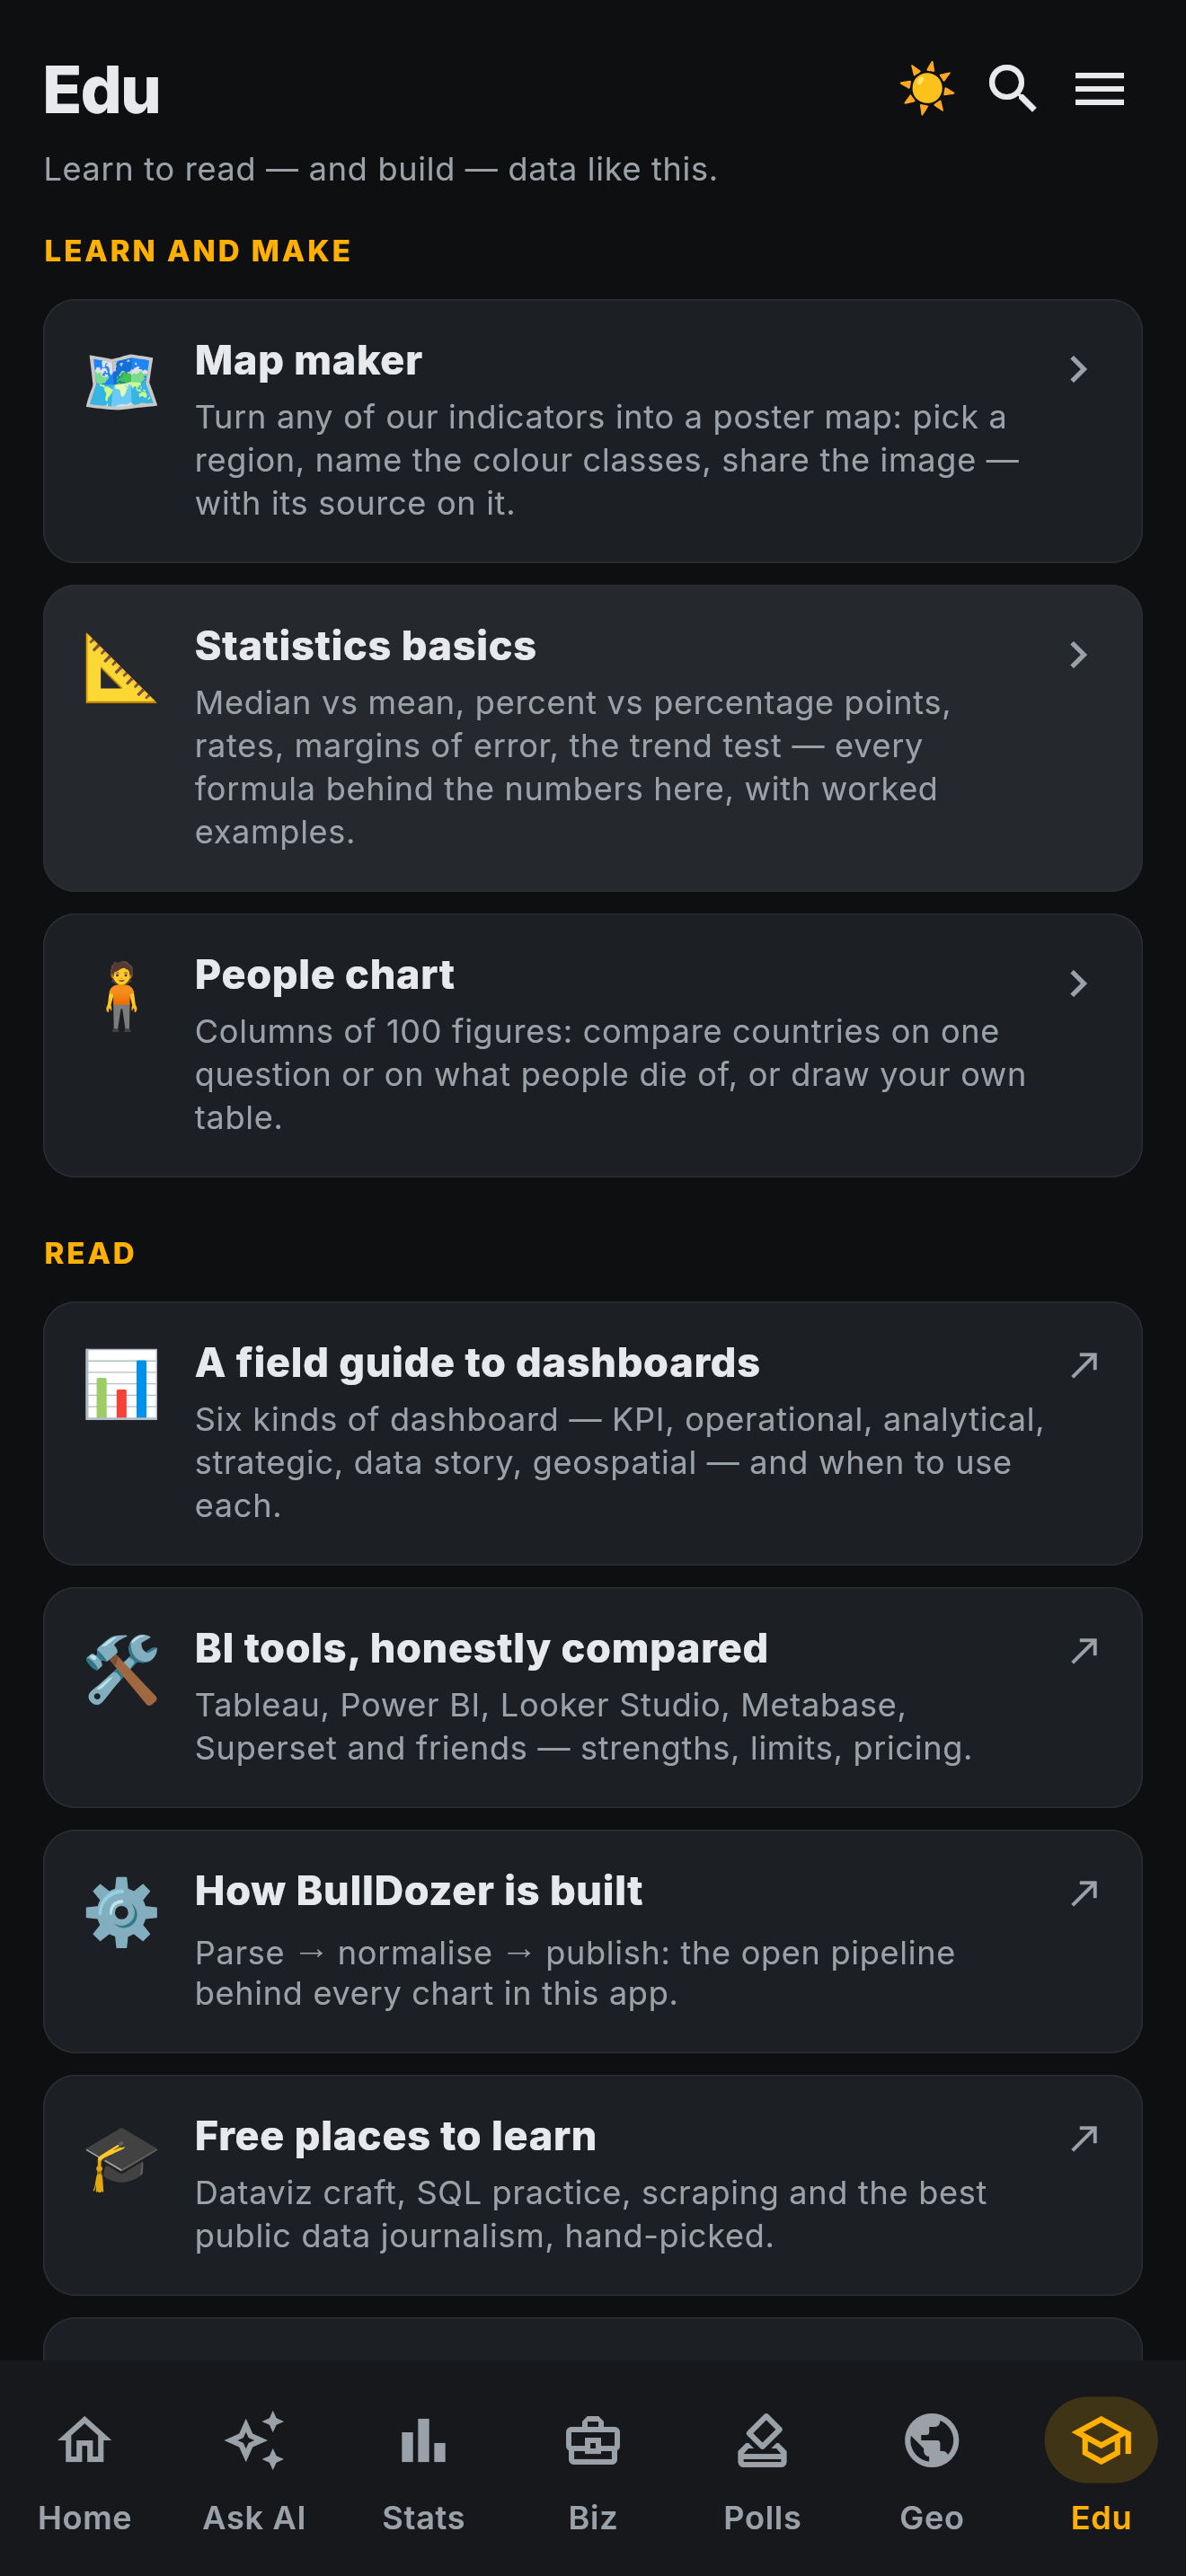 Edu
Learn to read — and build — data like this.
LEARN AND MAKE
Map maker
Turn any of our indicators into a poster map: pick a
region, name the colour classes, share the image —
with its source on it.
Statistics basics
Median vs mean, percent vs percentage points,
rates, margins of error, the trend test — every
formula behind the numbers here, with worked
examples.
People chart
Columns of 100 figures: compare countries on one
question or on what people die of, or draw your own
table.
READ
A field guide to dashboards
Six kinds of dashboard — KPI, operational, analytical,
strategic, data story, geospatial — and when to use
each.
BI tools, honestly compared
Tableau, Power BI, Looker Studio, Metabase,
Superset and friends — strengths, limits, pricing.
How BullDozer is built
Parse → normalise → publish: the open pipeline
behind every chart in this app.
Free places to learn
Dataviz craft, SQL practice, scraping and the best
public data journalism, hand-picked.
Home Ask AI Stats Biz Polls Geo Edu